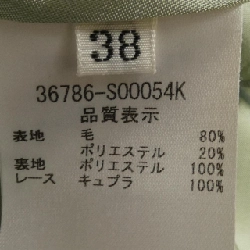 38
36786-S00054K
品質表示
表地 毛 80%
ポリエステル 20%
裏地 ポリエステル 100%
レース キュプラ 100%